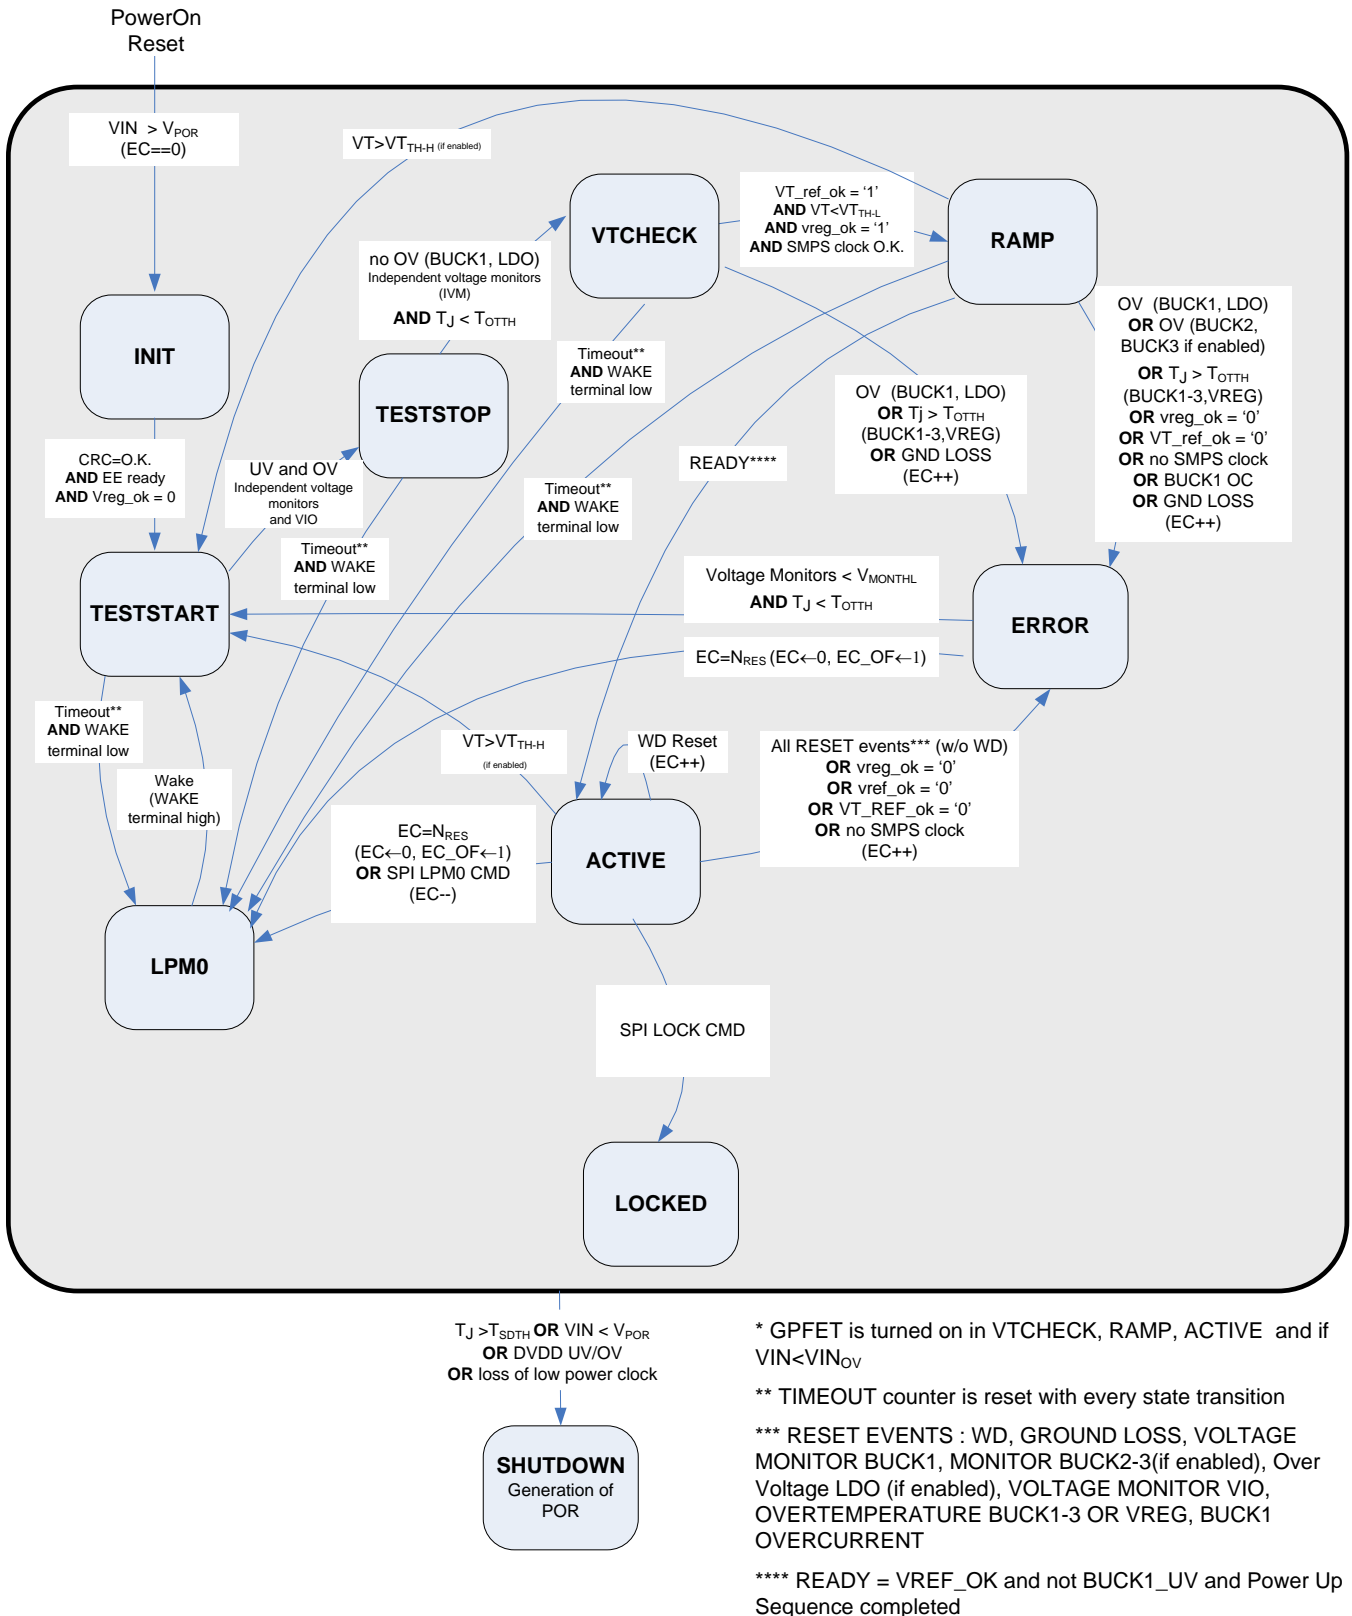 PowerOn
Reset
VIN > VPOR
(EC==0)
VT>VTTH-H (if enabled)
VT_ref_ok = ‘1’
AND VT<VTTH-L
AND vreg_ok = ‘1’
AND SMPS clock O.K.
VTCHECK
RAMP
no OV (BUCK1, LDO)
Independent voltage monitors
(IVM)
AND TJ < TOTTH
OV (BUCK1, LDO)
OR OV (BUCK2,
BUCK3 if enabled)
OR TJ > TOTTH
(BUCK1-3,VREG)
OR vreg_ok = ‘0’
OR VT_ref_ok = ‘0’
OR no SMPS clock
OR BUCK1 OC
OR GND LOSS
(EC++)
INIT
TESTSTOP
Timeout**
AND WAKE
terminal low
OV (BUCK1, LDO)
OR Tj > TOTTH
(BUCK1-3,VREG)
OR GND LOSS
(EC++)
CRC=O.K.
AND EE ready
AND Vreg_ok = 0
UV and OV
Independent voltage
monitors
and VIO
READY****
Timeout**
AND WAKE
terminal low
Timeout**
AND WAKE
terminal low
Voltage Monitors < VMONTHL
AND TJ < TOTTH
TESTSTART
ERROR
EC=NRES (EC←0, EC_OF←1)
Timeout**
AND WAKE
terminal low
Wake
(WAKE
terminal high)
VT>VTTH-H
(if enabled)
WD Reset
(EC++)
All RESET events*** (w/o WD)
OR vreg_ok = ‘0’
OR vref_ok = ‘0’
OR VT_REF_ok = ‘0’
OR no SMPS clock
(EC++)
EC=NRES
(EC←0, EC_OF←1)
OR SPI LPM0 CMD
(EC--)
ACTIVE
LPM0
SPI LOCK CMD
LOCKED
TJ >TSDTH OR VIN < VPOR
OR DVDD UV/OV
OR loss of low power clock
SHUTDOWN
Generation of
POR
* GPFET is turned on in VTCHECK, RAMP, ACTIVE and if
VIN<VINOV
** TIMEOUT counter is reset with every state transition
*** RESET EVENTS : WD, GROUND LOSS, VOLTAGE
MONITOR BUCK1, MONITOR BUCK2-3(if enabled), Over
Voltage LDO (if enabled), VOLTAGE MONITOR VIO,
OVERTEMPERATURE BUCK1-3 OR VREG, BUCK1
OVERCURRENT
**** READY = VREF_OK and not BUCK1_UV and Power Up
Sequence completed